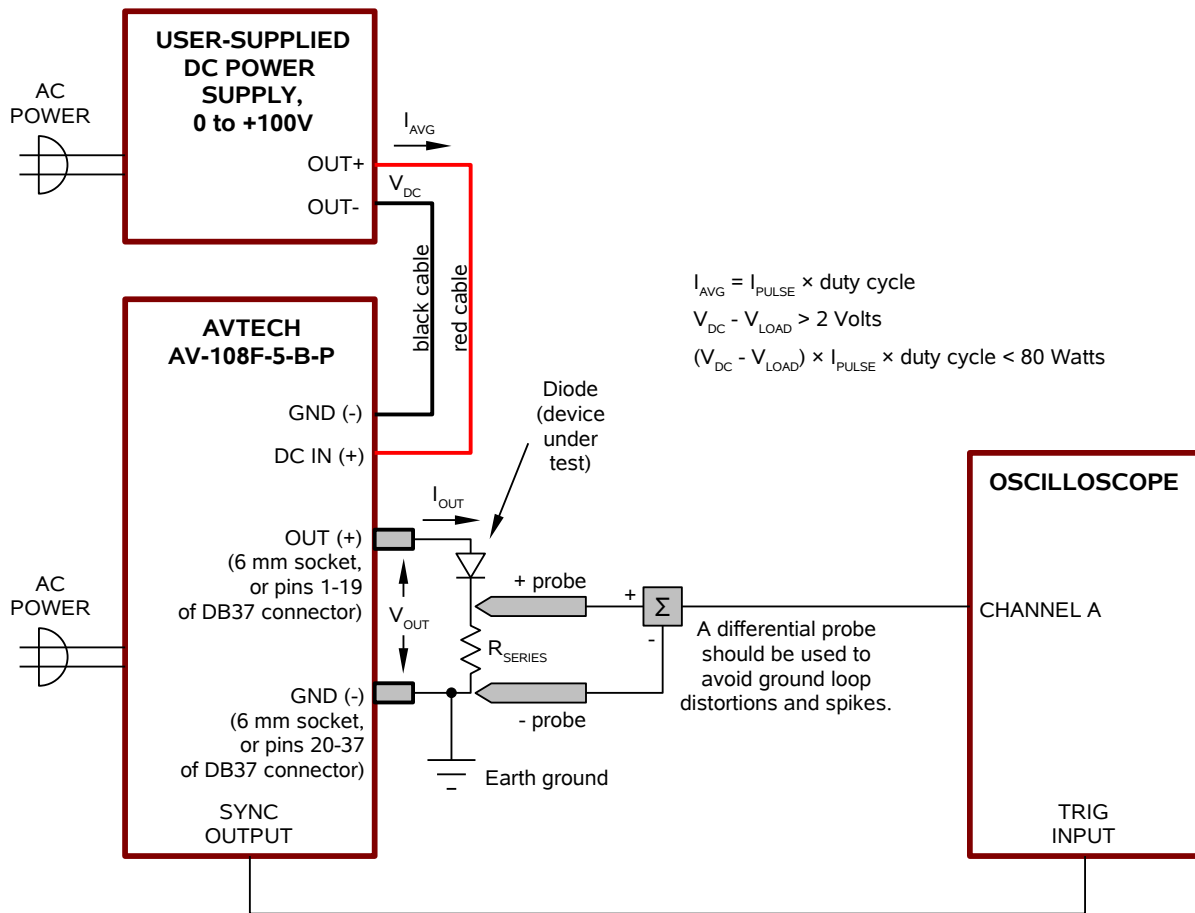 USER-SUPPLIED
DC POWER
SUPPLY,
0 to +100V
AC
POWER
I_AVG
OUT+
V_DC
OUT-
black cable
red cable
I_AVG = I_PULSE × duty cycle
V_DC - V_LOAD > 2 Volts
(V_DC - V_LOAD) × I_PULSE × duty cycle < 80 Watts
AVTECH
AV-108F-5-B-P
GND (-)
DC IN (+)
Diode
(device
under
test)
I_OUT
OUT (+)
(6 mm socket,
or pins 1-19
of DB37 connector)
V_OUT
AC
POWER
+ probe
+
Σ
-
R_SERIES
- probe
A differential probe
should be used to
avoid ground loop
distortions and spikes.
GND (-)
(6 mm socket,
or pins 20-37
of DB37 connector)
Earth ground
SYNC
OUTPUT
OSCILLOSCOPE
CHANNEL A
TRIG
INPUT